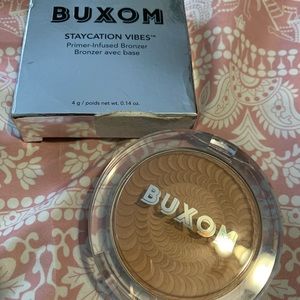 BUXOM
STAYCATION VIBES™
Primer-Infused Bronzer
Bronzer avec base
4 g / poids net wt. 0.14 oz.
BUXOM